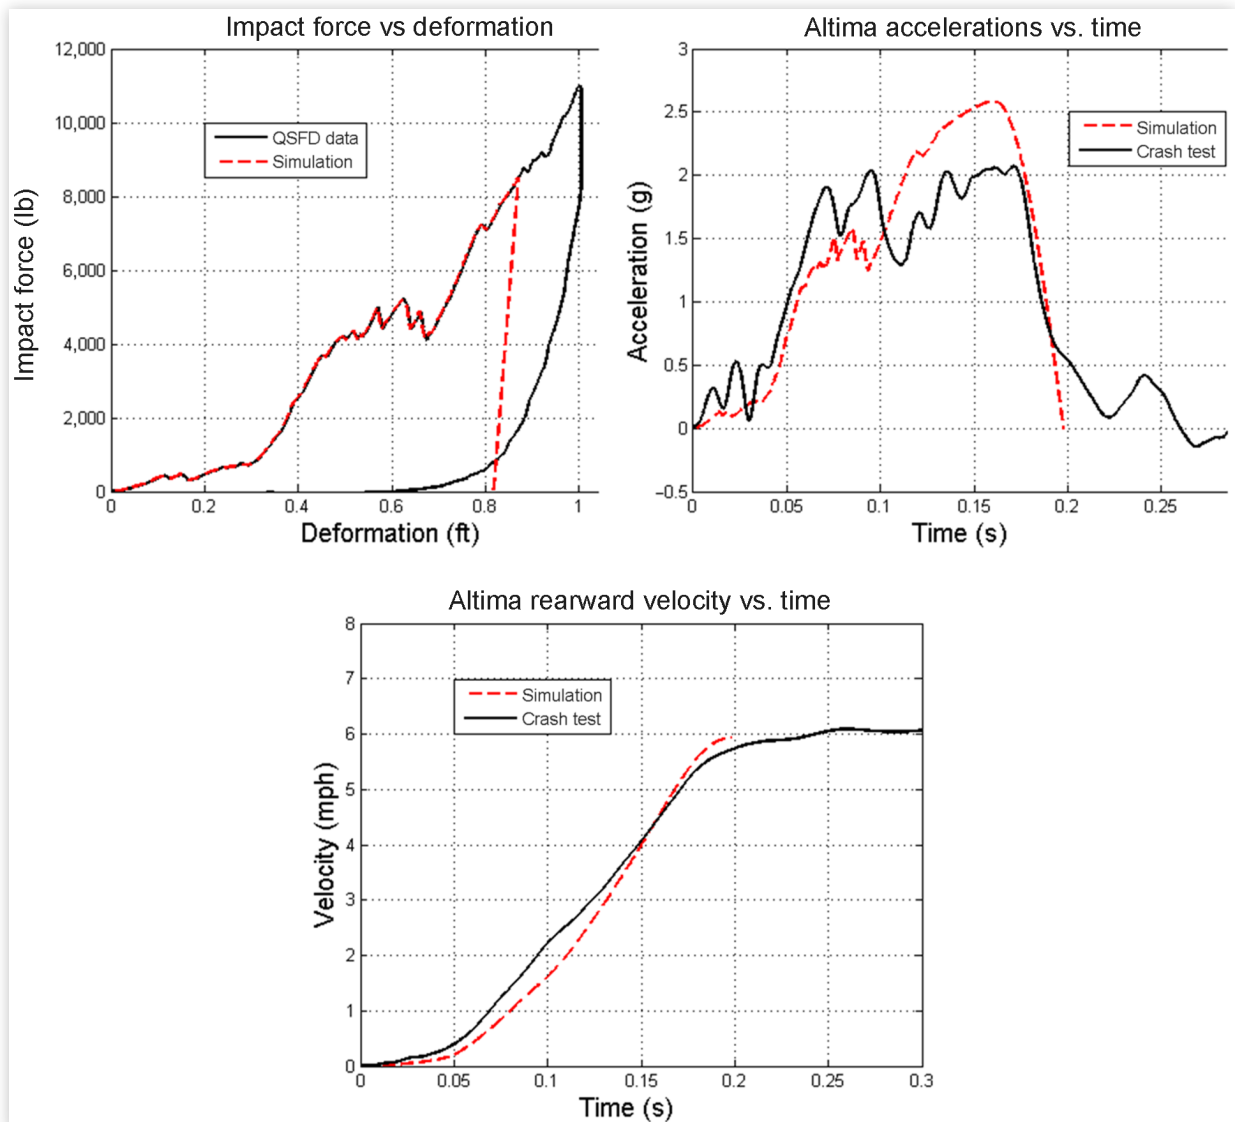 Impact force vs deformation
12,000
10,000
8,000
6,000
4,000
2,000
0
0 0.2 0.4 0.6 0.8 1
Impact force (lb)
Deformation (ft)
QSFD data
Simulation
Altima accelerations vs. time
3
2.5
2
1.5
1
0.5
0
−0.5
0 0.05 0.1 0.15 0.2 0.25
Acceleration (g)
Time (s)
Simulation
Crash test
Altima rearward velocity vs. time
8
7
6
5
4
3
2
1
0
0 0.05 0.1 0.15 0.2 0.25 0.3
Velocity (mph)
Time (s)
Simulation
Crash test